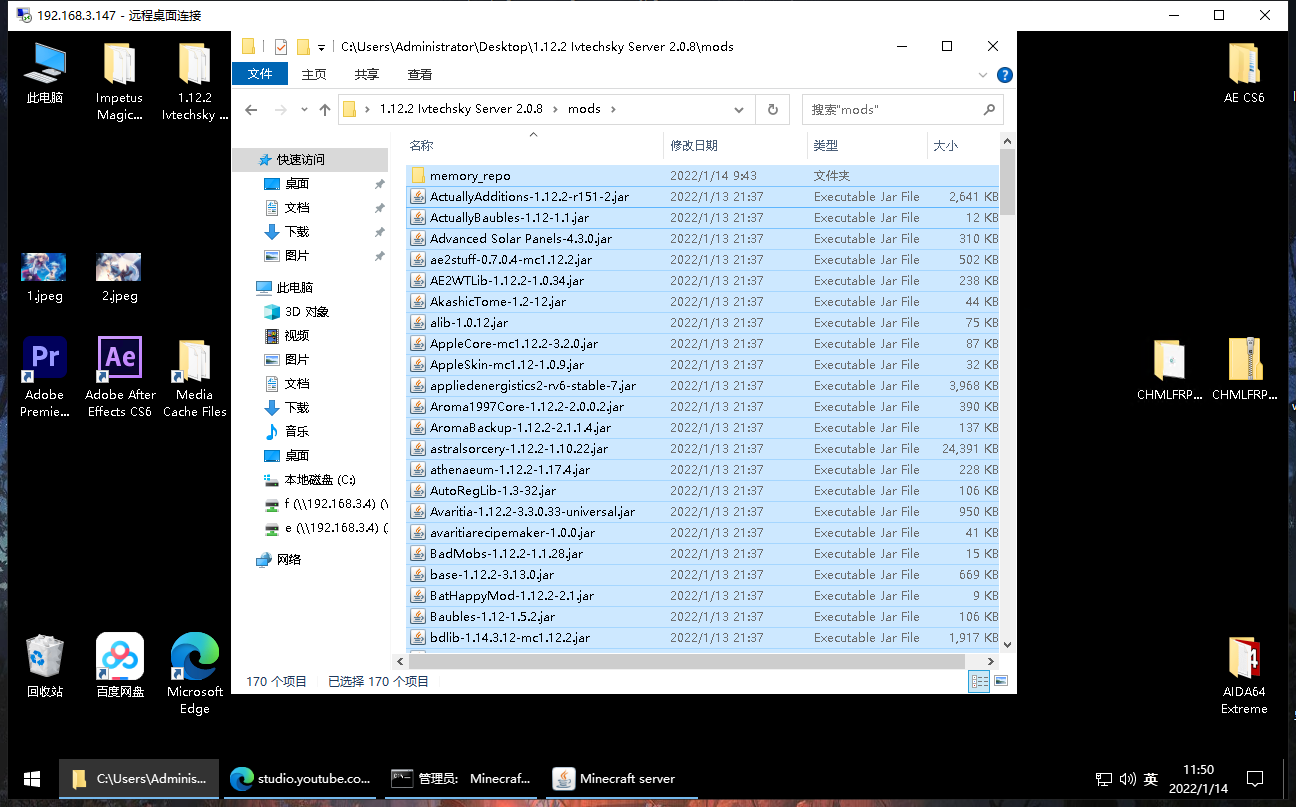 192.168.3.147 - 远程桌面连接
C:\Users\Administrator\Desktop\1.12.2 Ivtechsky Server 2.0.8\mods
文件 主页 共享 查看
1.12.2 Ivtechsky Server 2.0.8 mods
搜索"mods"
名称 修改日期 类型 大小
快速访问
桌面
文档
下载
图片
此电脑
3D 对象
视频
图片
文档
下载
音乐
桌面
本地磁盘 (C:)
f (\\192.168.3.4) (
e (\\192.168.3.4) (
网络
memory_repo 2022/1/14 9:43 文件夹
ActuallyAdditions-1.12.2-r151-2.jar 2022/1/13 21:37 Executable Jar File 2,641 KB
ActuallyBaubles-1.12-1.1.jar 2022/1/13 21:37 Executable Jar File 12 KB
Advanced Solar Panels-4.3.0.jar 2022/1/13 21:37 Executable Jar File 310 KB
ae2stuff-0.7.0.4-mc1.12.2.jar 2022/1/13 21:37 Executable Jar File 502 KB
AE2WTLib-1.12.2-1.0.34.jar 2022/1/13 21:37 Executable Jar File 238 KB
AkashicTome-1.2-12.jar 2022/1/13 21:37 Executable Jar File 44 KB
alib-1.0.12.jar 2022/1/13 21:37 Executable Jar File 75 KB
AppleCore-mc1.12.2-3.2.0.jar 2022/1/13 21:37 Executable Jar File 87 KB
AppleSkin-mc1.12-1.0.9.jar 2022/1/13 21:37 Executable Jar File 32 KB
appliedenergistics2-rv6-stable-7.jar 2022/1/13 21:37 Executable Jar File 3,968 KB
Aroma1997Core-1.12.2-2.0.0.2.jar 2022/1/13 21:37 Executable Jar File 390 KB
AromaBackup-1.12.2-2.1.1.4.jar 2022/1/13 21:37 Executable Jar File 137 KB
astralsorcery-1.12.2-1.10.22.jar 2022/1/13 21:37 Executable Jar File 24,391 KB
athenaeum-1.12.2-1.17.4.jar 2022/1/13 21:37 Executable Jar File 228 KB
AutoRegLib-1.3-32.jar 2022/1/13 21:37 Executable Jar File 106 KB
Avaritia-1.12.2-3.3.0.33-universal.jar 2022/1/13 21:37 Executable Jar File 950 KB
avaritiarecipemaker-1.0.0.jar 2022/1/13 21:37 Executable Jar File 41 KB
BadMobs-1.12.2-1.1.28.jar 2022/1/13 21:37 Executable Jar File 15 KB
base-1.12.2-3.13.0.jar 2022/1/13 21:37 Executable Jar File 669 KB
BatHappyMod-1.12.2-2.1.jar 2022/1/13 21:37 Executable Jar File 9 KB
Baubles-1.12-1.5.2.jar 2022/1/13 21:37 Executable Jar File 106 KB
bdlib-1.14.3.12-mc1.12.2.jar 2022/1/13 21:37 Executable Jar File 1,917 KB
170 个项目 已选择 170 个项目
此电脑
Impetus
Magic...
1.12.2
Ivtechsky ...
1.jpeg
2.jpeg
Pr
Adobe
Premie...
Ae
Adobe After
Effects CS6
Media
Cache Files
回收站
百度网盘
Microsoft
Edge
AE CS6
CHMLFRP...
CHMLFRP...
AIDA64
Extreme
C:\Users\Adminis...
studio.youtube.co...
管理员: Minecraf...
Minecraft server
英
11:50
2022/1/14